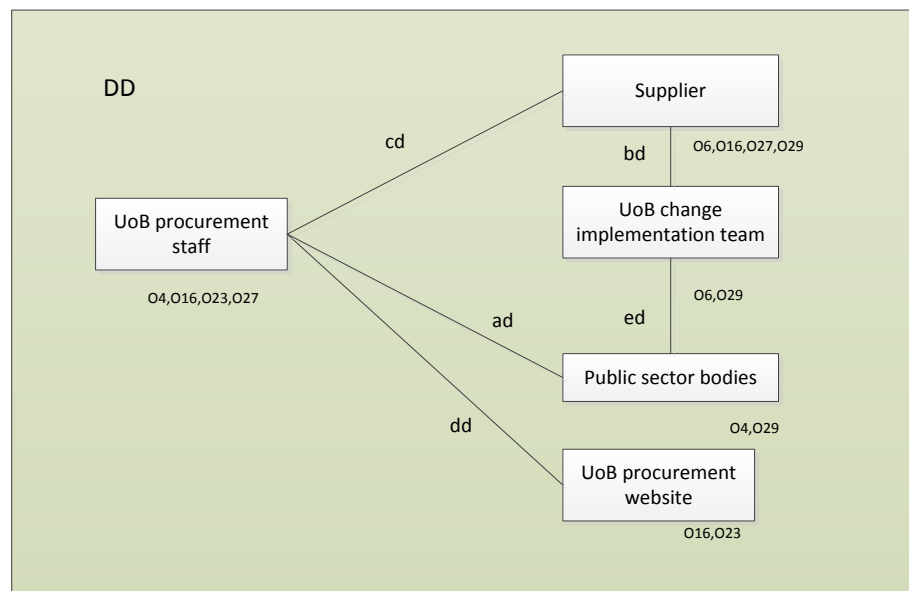 DD
Supplier
cd
bd
O6,O16,O27,O29
UoB procurement
staff
UoB change
implementation team
O4,O16,O23,O27
O6,O29
ad
ed
Public sector bodies
dd
O4,O29
UoB procurement
website
O16,O23